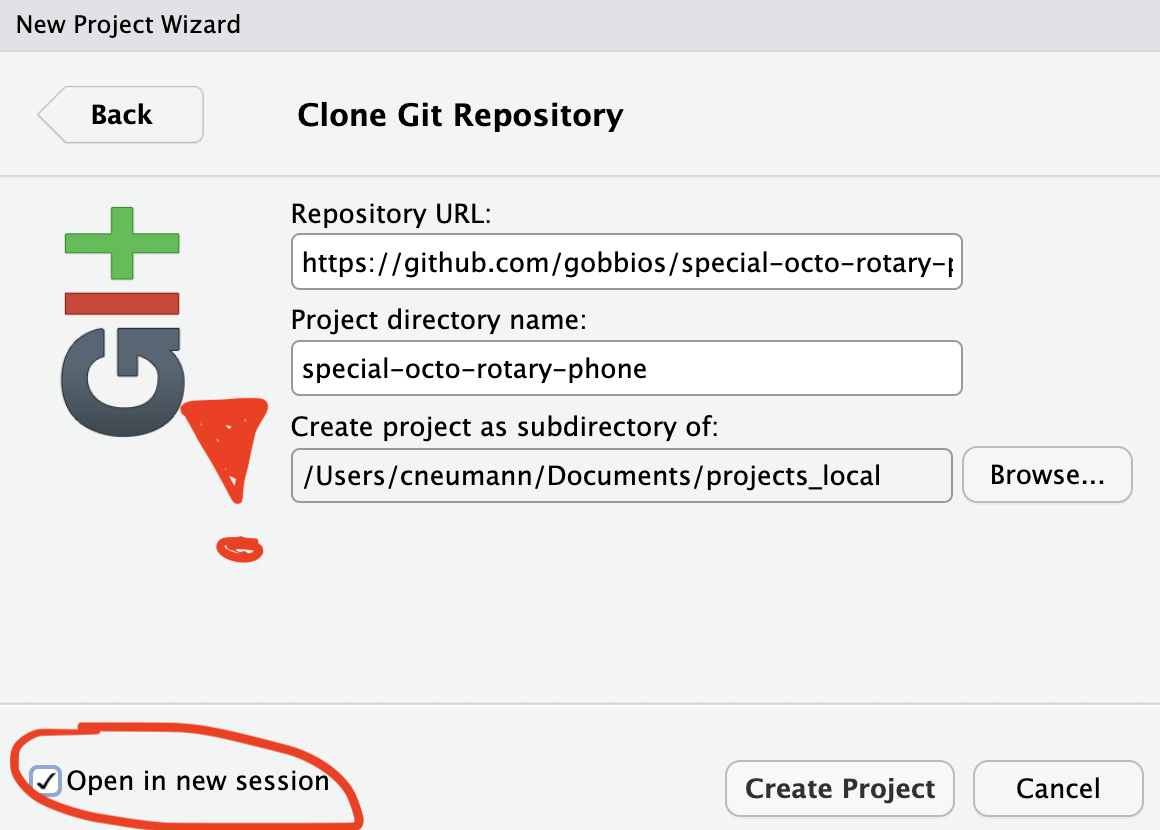 New Project Wizard
Back
Clone Git Repository
GIt
Repository URL:
https://github.com/gobbios/special-octo-rotary-p
Project directory name:
special-octo-rotary-phone
Create project as subdirectory of:
/Users/cneumann/Documents/projects_local
Browse...
!
Open in new session
Create Project
Cancel